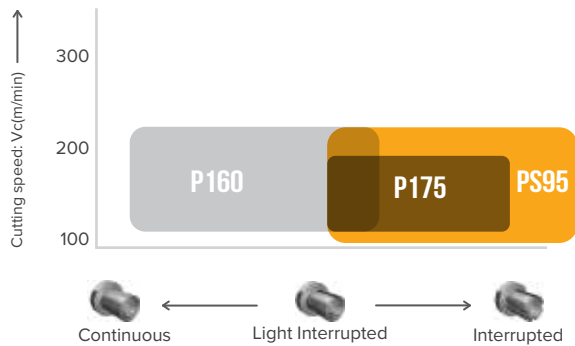 Cutting speed: Vc(m/min)
300
200
100
P160
P175
PS95
Continuous
Light Interrupted
Interrupted